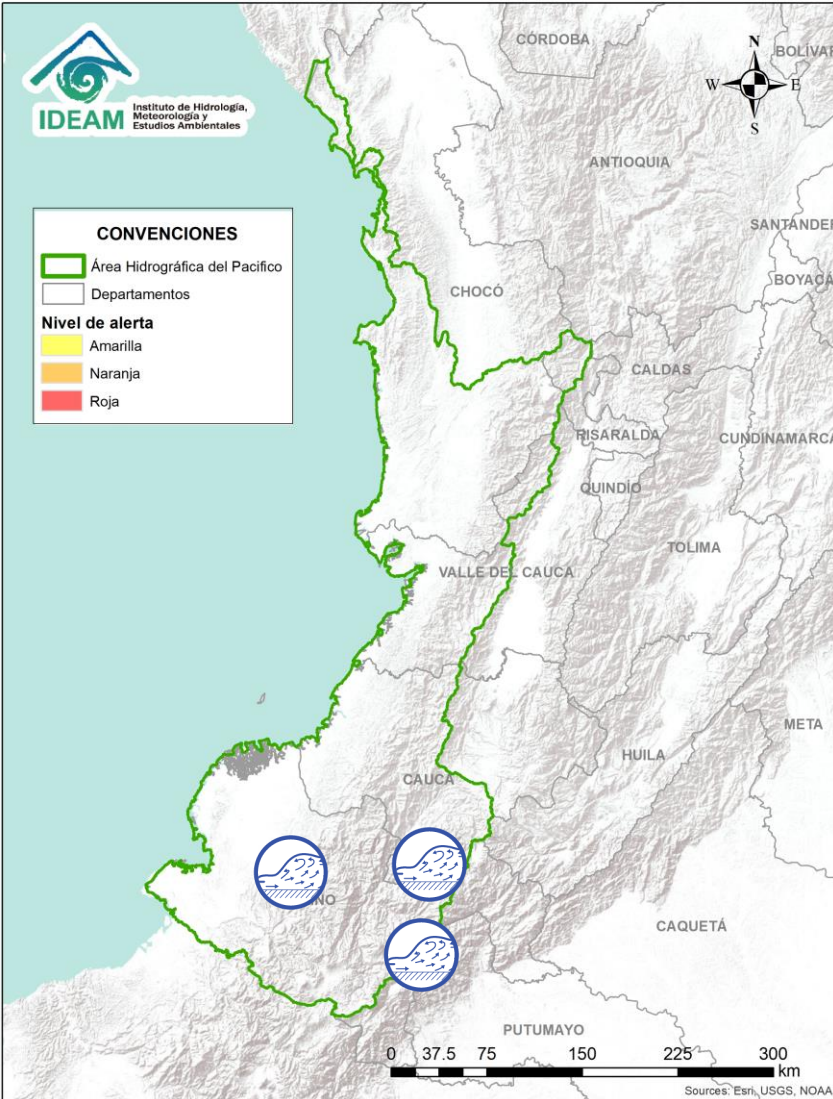 IDEAM
Instituto de Hidrología,
Meteorología y
Estudios Ambientales
CÓRDOBA
N
BOLÍVAR
W
E
S
ANTIOQUIA
SANTANDER
CONVENCIONES
Área Hidrográfica del Pacifico
Departamentos
Nivel de alerta
Amarilla
Naranja
Roja
BOYACÁ
CHOCÓ
CALDAS
RISARALDA
CUNDINAMARCA
QUINDÍO
TOLIMA
VALLE DEL CAUCA
META
HUILA
CAUCA
CAQUETÁ
PUTUMAYO
0 37.5 75 150 225 300
km
Sources: Esri, USGS, NOAA